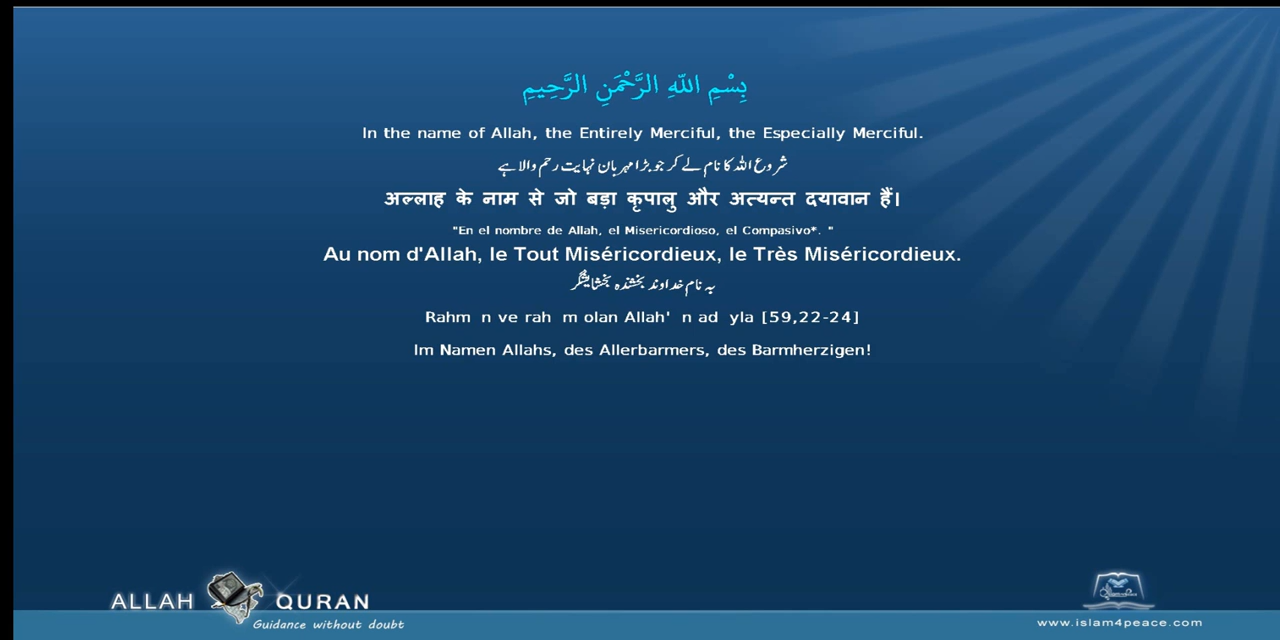 بِسْمِ اللّهِ الرَّحْمَنِ الرَّحِيمِ
In the name of Allah, the Entirely Merciful, the Especially Merciful.
شروع الله کا نام لے کر جو بڑا مہربان نہایت رحم والا ہے
अल्लाह के नाम से जो बड़ा कृपालु और अत्यन्त दयावान हैं।
"En el nombre de Allah, el Misericordioso, el Compasivo*. "
Au nom d'Allah, le Tout Miséricordieux, le Très Miséricordieux.
به نام خداوند بخشنده بخشایشگر
Rahm n ve rah m olan Allah' n ad yla [59,22-24]
Im Namen Allahs, des Allerbarmers, des Barmherzigen!
ALLAH QURAN
Guidance without doubt
www.islam4peace.com